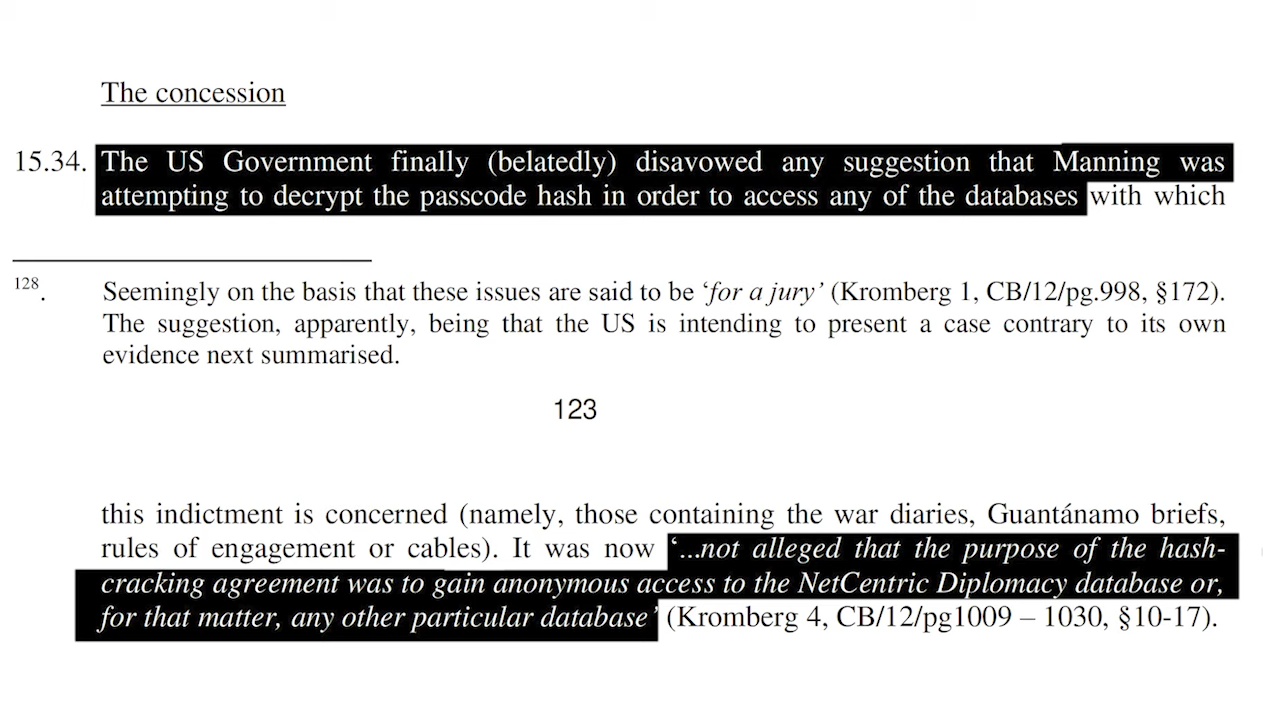 The concession
15.34. The US Government finally (belatedly) disavowed any suggestion that Manning was
attempting to decrypt the passcode hash in order to access any of the databases with which
128. Seemingly on the basis that these issues are said to be ‘for a jury’ (Kromberg 1, CB/12/pg.998, §172).
The suggestion, apparently, being that the US is intending to present a case contrary to its own
evidence next summarised.
123
this indictment is concerned (namely, those containing the war diaries, Guantánamo briefs,
rules of engagement or cables). It was now ‘...not alleged that the purpose of the hash-
cracking agreement was to gain anonymous access to the NetCentric Diplomacy database or,
for that matter, any other particular database’ (Kromberg 4, CB/12/pg1009 – 1030, §10-17).